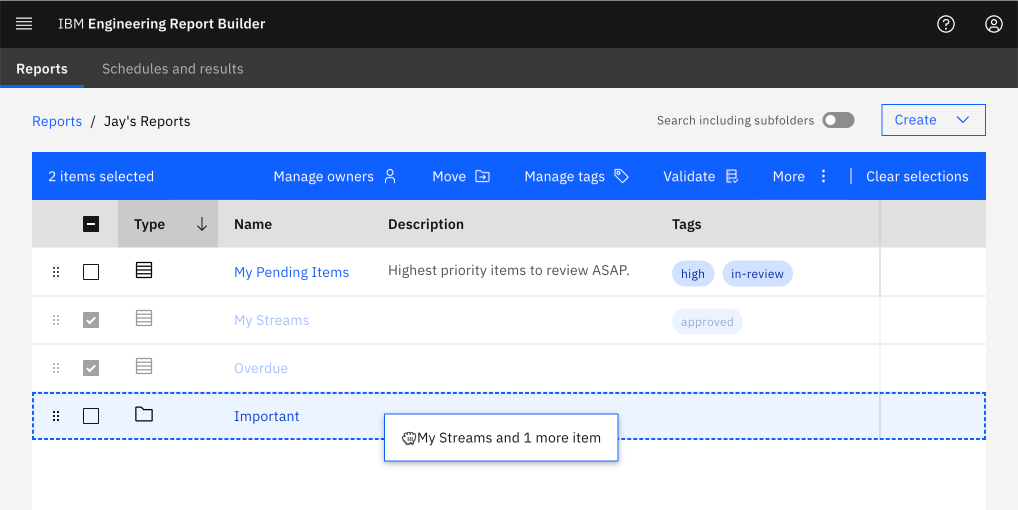 IBM Engineering Report Builder
Reports Schedules and results
Reports / Jay's Reports Search including subfolders Create
2 items selected Manage owners Move Manage tags Validate More Clear selections
Type Name Description Tags
My Pending Items Highest priority items to review ASAP. high in-review
My Streams approved
Overdue
Important
My Streams and 1 more item